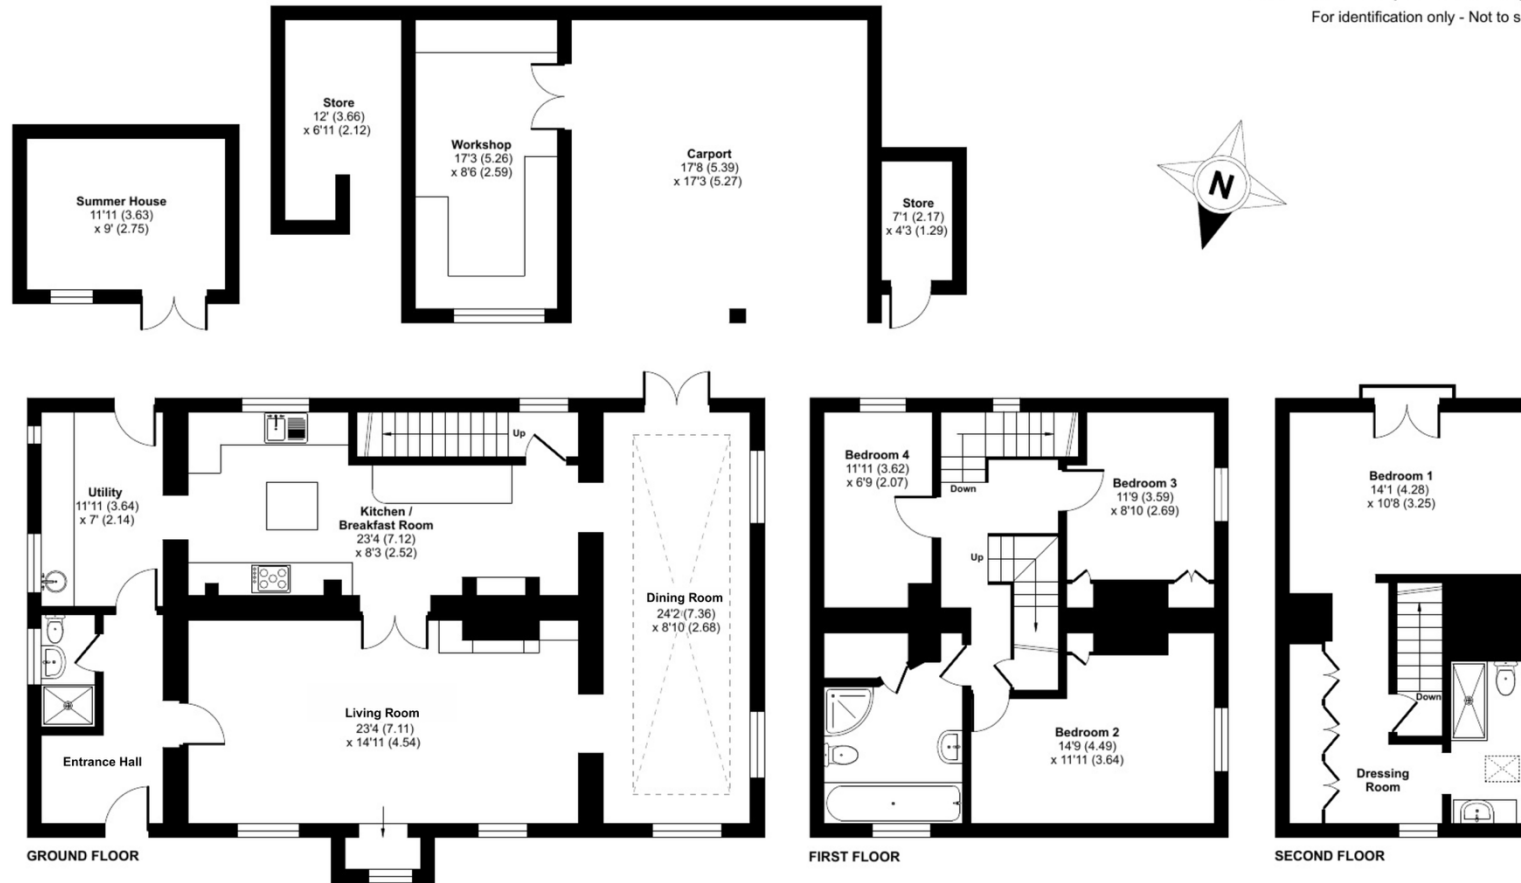 For identification only - Not to s
Store
12' (3.66)
x 6'11 (2.12)
Workshop
17'3 (5.26)
x 8'6 (2.59)
Carport
17'8 (5.39)
x 17'3 (5.27)
Summer House
11'11 (3.63)
x 9' (2.75)
Store
7'1 (2.17)
x 4'3 (1.29)
N
Utility
11'11 (3.64)
x 7' (2.14)
Up
Kitchen /
Breakfast Room
23'4 (7.12)
x 8'3 (2.52)
Dining Room
24'2 (7.36)
x 8'10 (2.68)
Living Room
23'4 (7.11)
x 14'11 (4.54)
Entrance Hall
GROUND FLOOR
Bedroom 4
11'11 (3.62)
x 6'9 (2.07)
Down
Bedroom 3
11'9 (3.59)
x 8'10 (2.69)
Up
Bedroom 2
14'9 (4.49)
x 11'11 (3.64)
FIRST FLOOR
Bedroom 1
14'1 (4.28)
x 10'8 (3.25)
Down
Dressing
Room
SECOND FLOOR